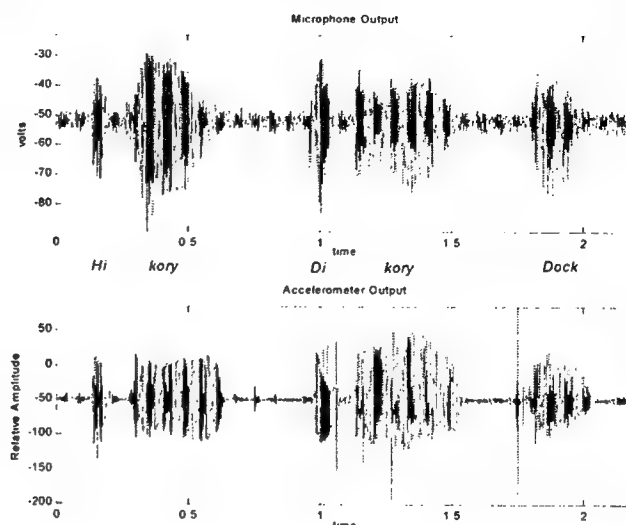 Microphone Output
-30
-40
-50
-60
-70
-80
volts
0 0 5 1 1 5 2
time
Hi kory Di kory Dock
Accelerometer Output
50
0
-50
-100
-150
-200
Relative Amplitude
0 0 5 1 1 5 2
time